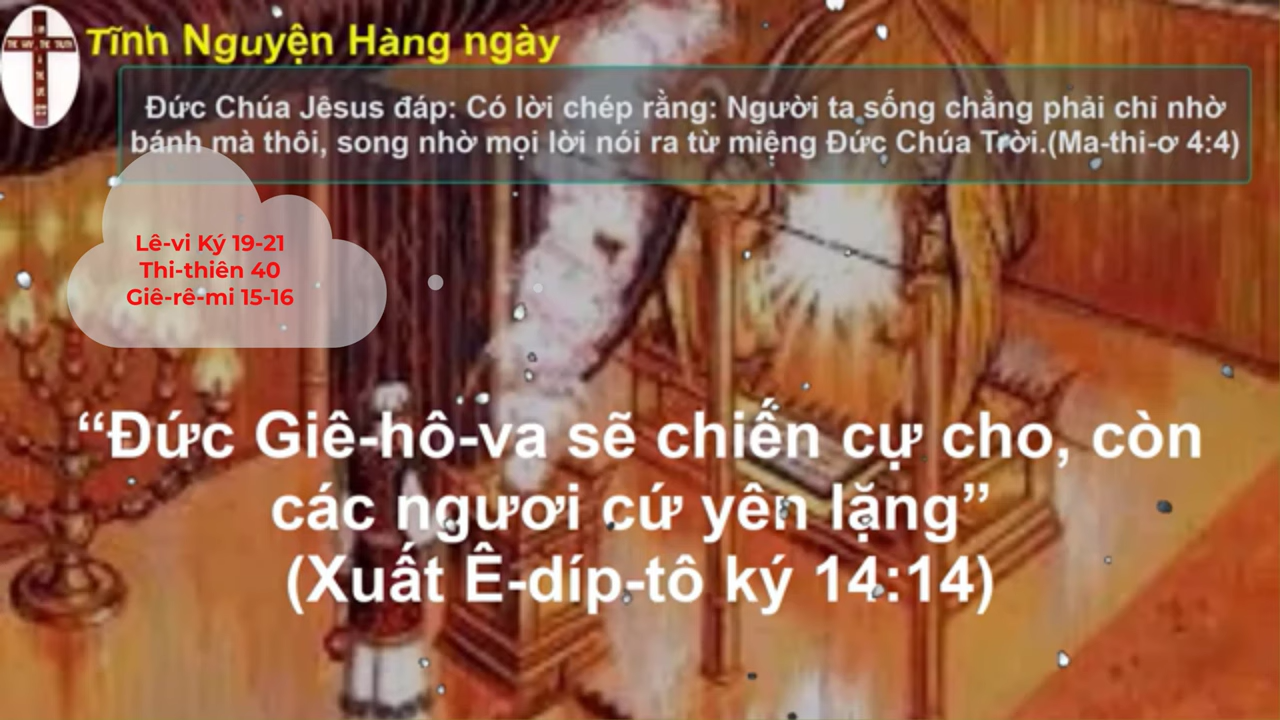 Tĩnh Nguyện Hàng ngày
Đức Chúa Jêsus đáp: Có lời chép rằng: Người ta sống chẳng phải chỉ nhờ
bánh mà thôi, song nhờ mọi lời nói ra từ miệng Đức Chúa Trời.(Ma-thi-ơ 4:4)
Lê-vi Ký 19-21
Thi-thiên 40
Giê-rê-mi 15-16
“Đức Giê-hô-va sẽ chiến cự cho, còn
các ngươi cứ yên lặng”
(Xuất Ê-díp-tô ký 14:14)